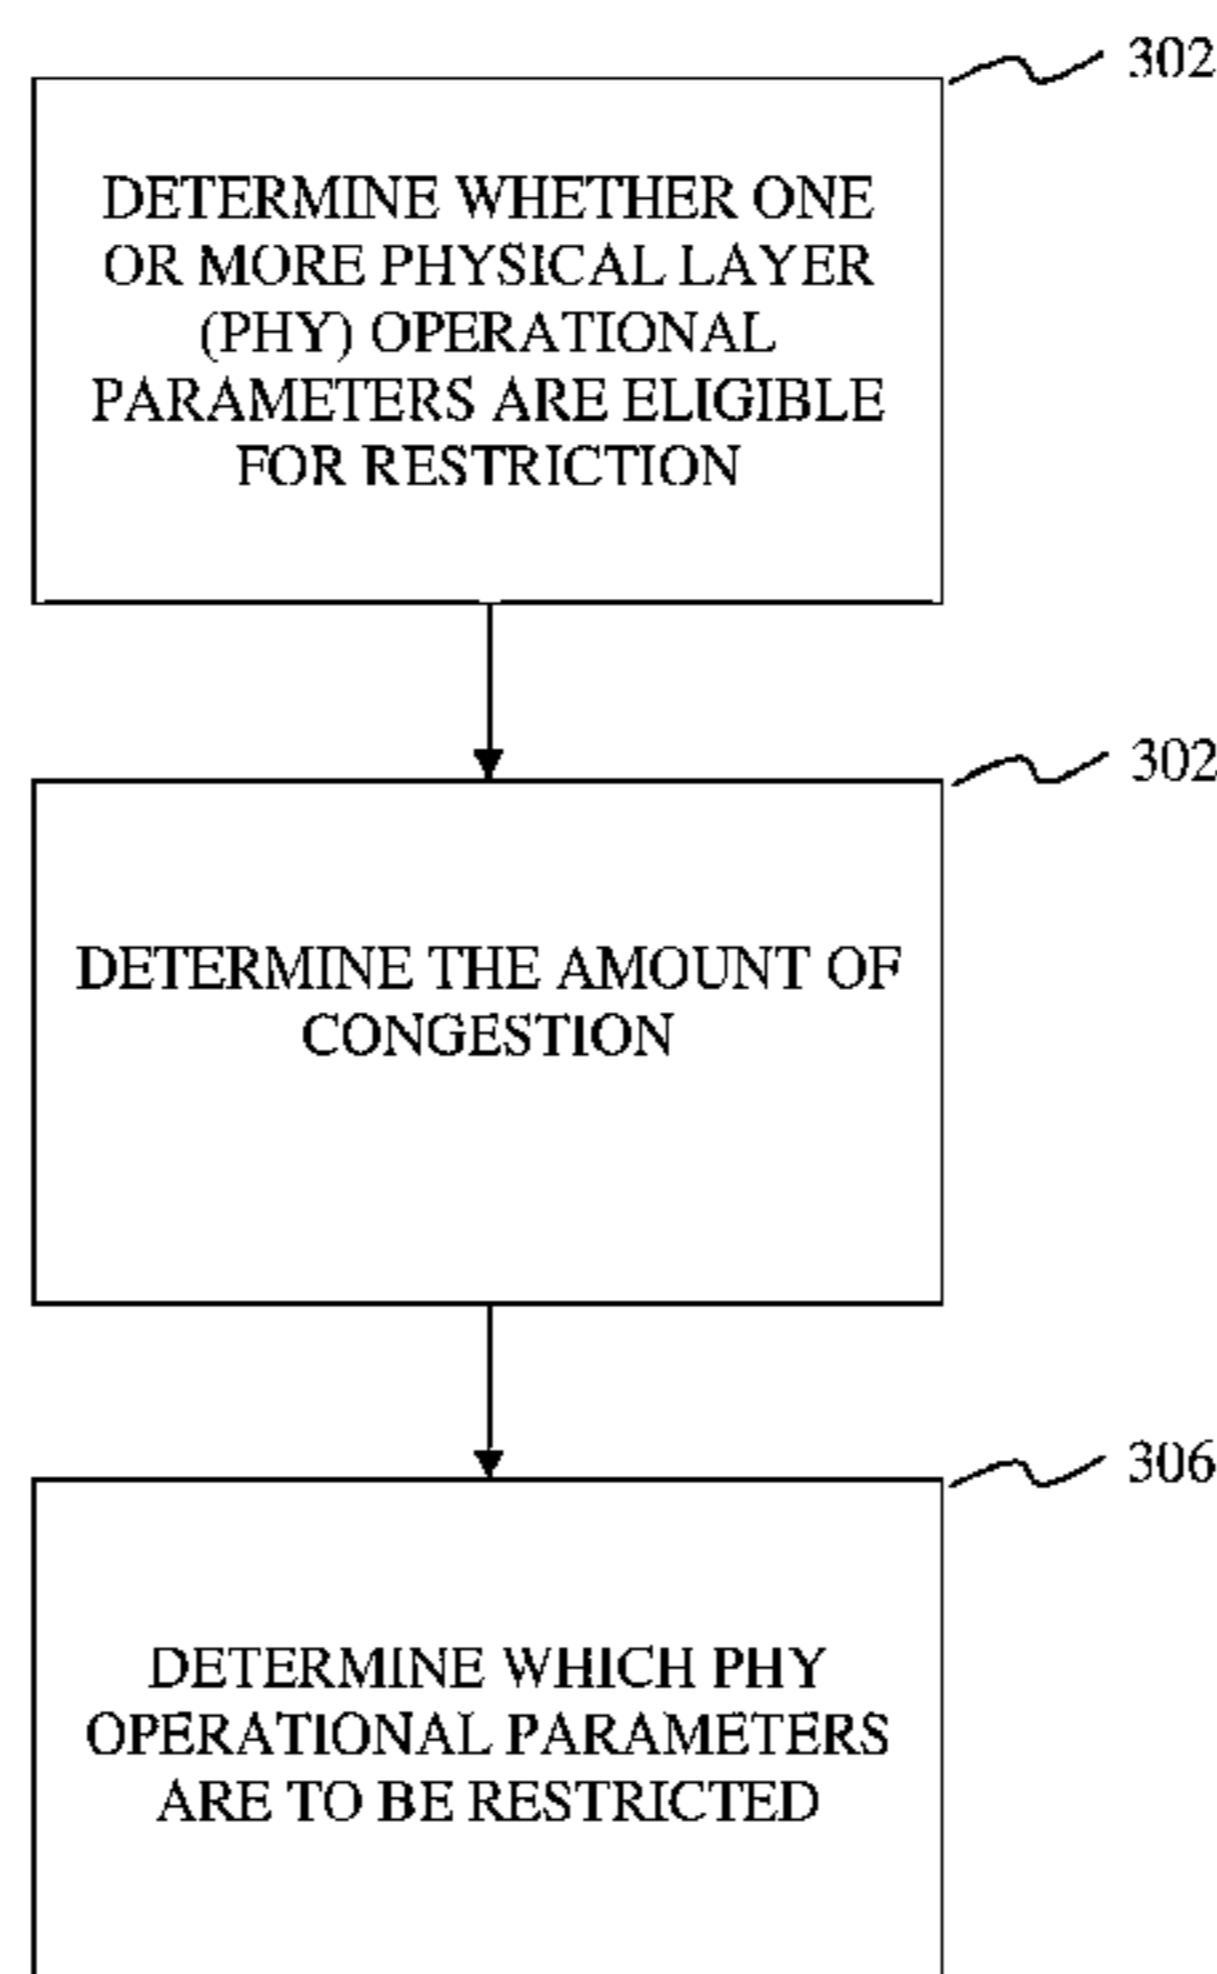 302
DETERMINE WHETHER ONE
OR MORE PHYSICAL LAYER
(PHY) OPERATIONAL
PARAMETERS ARE ELIGIBLE
FOR RESTRICTION
302
DETERMINE THE AMOUNT OF
CONGESTION
306
DETERMINE WHICH PHY
OPERATIONAL PARAMETERS
ARE TO BE RESTRICTED